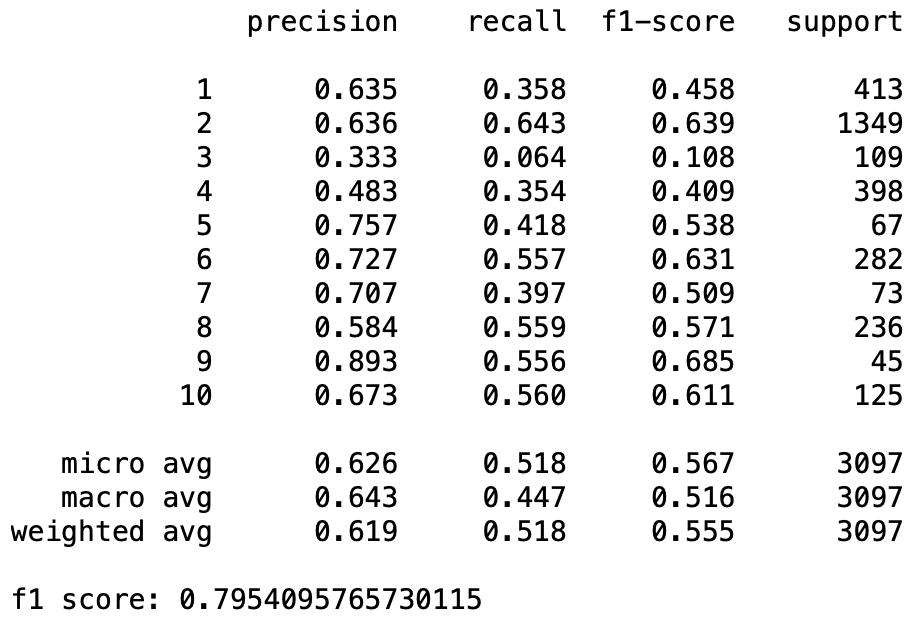 precision recall f1-score support
1 0.635 0.358 0.458 413
2 0.636 0.643 0.639 1349
3 0.333 0.064 0.108 109
4 0.483 0.354 0.409 398
5 0.757 0.418 0.538 67
6 0.727 0.557 0.631 282
7 0.707 0.397 0.509 73
8 0.584 0.559 0.571 236
9 0.893 0.556 0.685 45
10 0.673 0.560 0.611 125
micro avg 0.626 0.518 0.567 3097
macro avg 0.643 0.447 0.516 3097
weighted avg 0.619 0.518 0.555 3097
f1 score: 0.7954095765730115